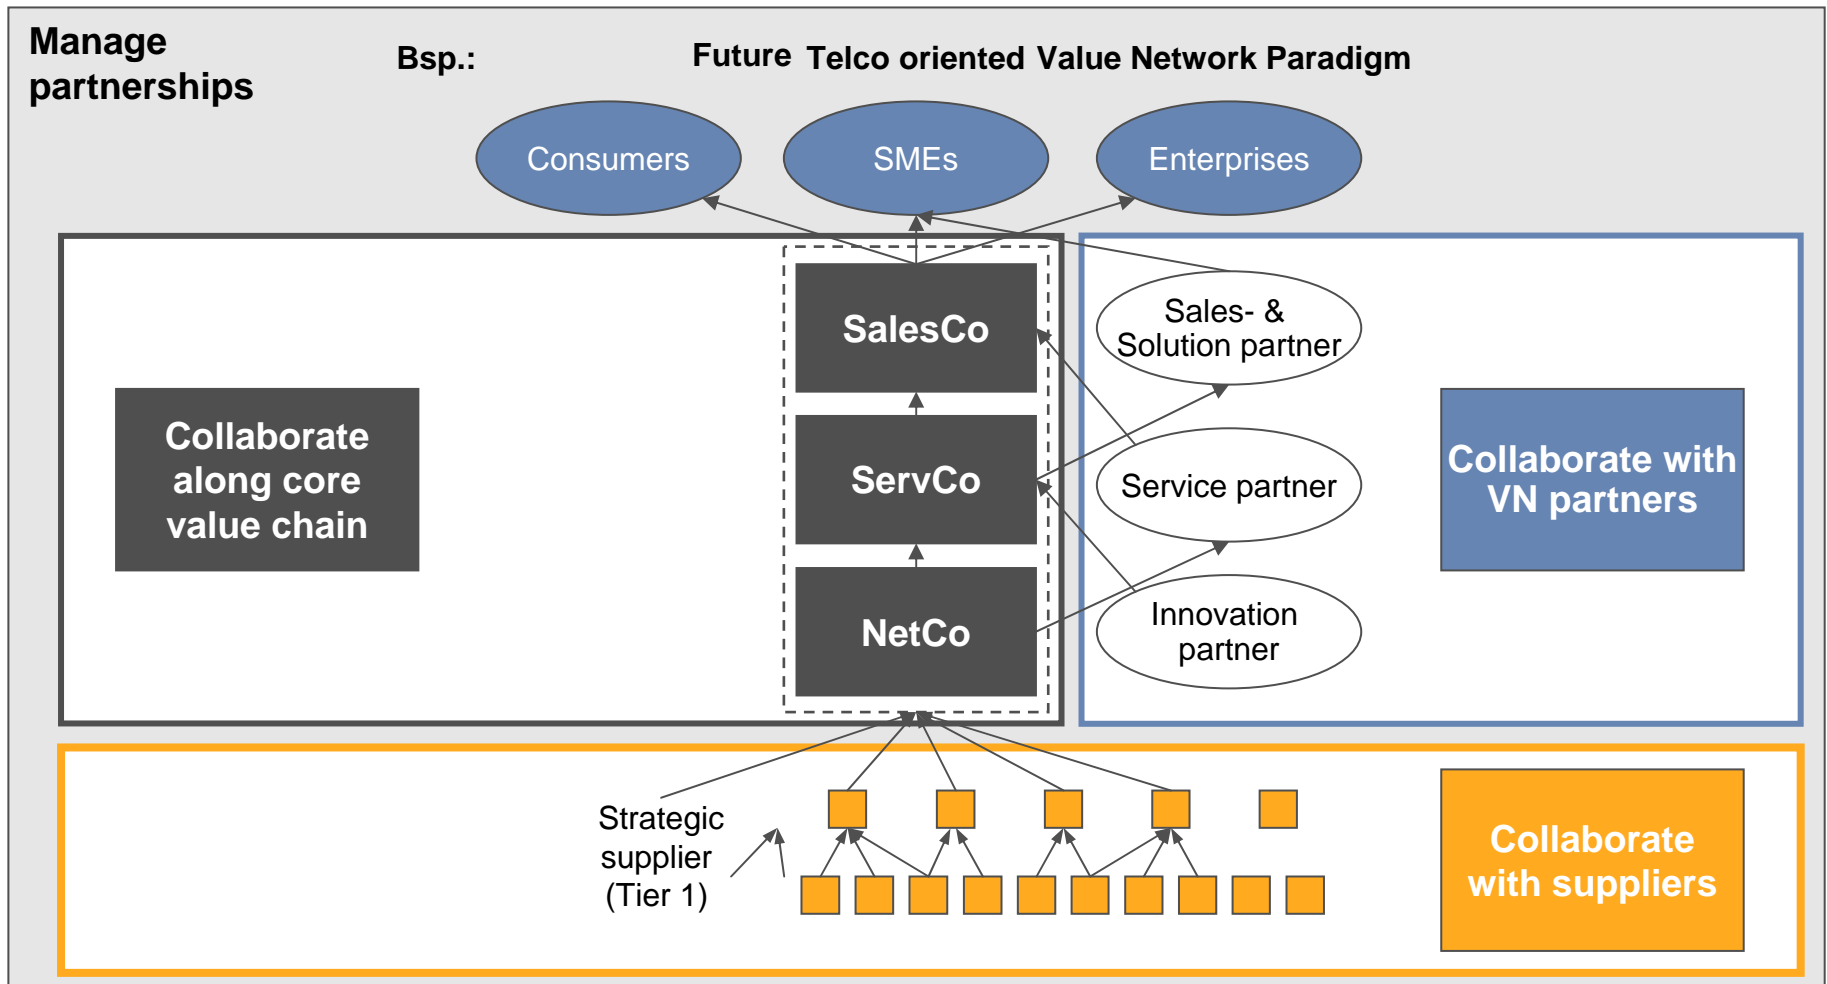 Manage
partnerships
Bsp.: Future Telco oriented Value Network Paradigm
Consumers
SMEs
Enterprises
Collaborate
along core
value chain
SalesCo
ServCo
NetCo
Sales- &
Solution partner
Service partner
Innovation
partner
Collaborate with
VN partners
Strategic
supplier
(Tier 1)
Collaborate
with suppliers